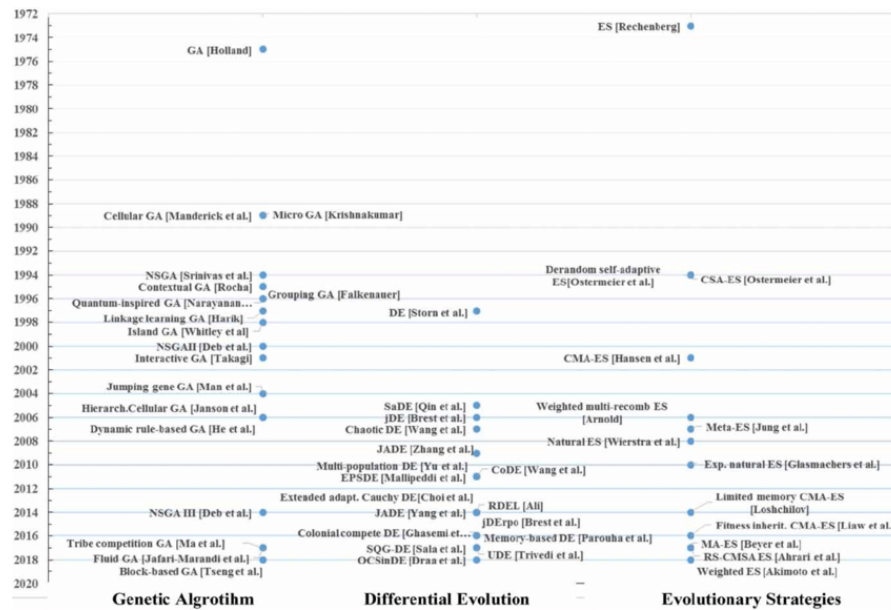 1972
ES [Rechenberg]
1974
GA [Holland]
1976
1978
1980
1982
1984
1986
1988
Cellular GA [Manderick et al.] Micro GA [Krishnakumar]
1990
1992
1994
NSGA [Srinivas et al.]
Derandom self-adaptive
ES[Ostermeier et al.]
CSA-ES [Ostermeier et al.]
Contextual GA [Rocha]
1996
Grouping GA [Falkenauer]
Quantum-inspired GA [Narayanan...
Linkage learning GA [Harik]
DE [Storn et al.]
1998
Island GA [Whitley et al]
2000
NSGAII [Deb et al.]
Interactive GA [Takagi]
CMA-ES [Hansen et al.]
2002
Jumping gene GA [Man et al.]
2004
Hierarch.Cellular GA [Janson et al.]
SaDE [Qin et al.]
Weighted multi-recomb ES
[Arnold]
2006
jDE [Brest et al.]
Dynamic rule-based GA [He et al.]
Chaotic DE [Wang et al.]
Meta-ES [Jung et al.]
2008
Natural ES [Wierstra et al.]
JADE [Zhang et al.]
2010
Multi-population DE [Yu et al.]
CoDE [Wang et al.]
Exp. natural ES [Glasmachers et al.]
EPSDE [Mallipeddi et al.]
2012
Extended adapt. Cauchy DE[Choi et al.]
RDEL [Ali]
Limited memory CMA-ES
[Loshchilov]
2014
NSGA III [Deb et al.]
JADE [Yang et al.]
jDErpo [Brest et al.]
Fitness inherit. CMA-ES [Liaw et al.
2016
Colonial compete DE [Ghasemi et ...
Memory-based DE [Parouha et al.]
Tribe competition GA [Ma et al.]
SQG-DE [Sala et al.]
UDE [Trivedi et al.]
MA-ES [Beyer et al.]
2018
Fluid GA [Jafari-Marandi et al.]
OCSinDE [Draa et al.]
RS-CMSA ES [Ahrari et al.]
Block-based GA [Tseng et al.]
Weighted ES [Akimoto et al.]
2020
Genetic Algrotihm Differential Evolution Evolutionary Strategies